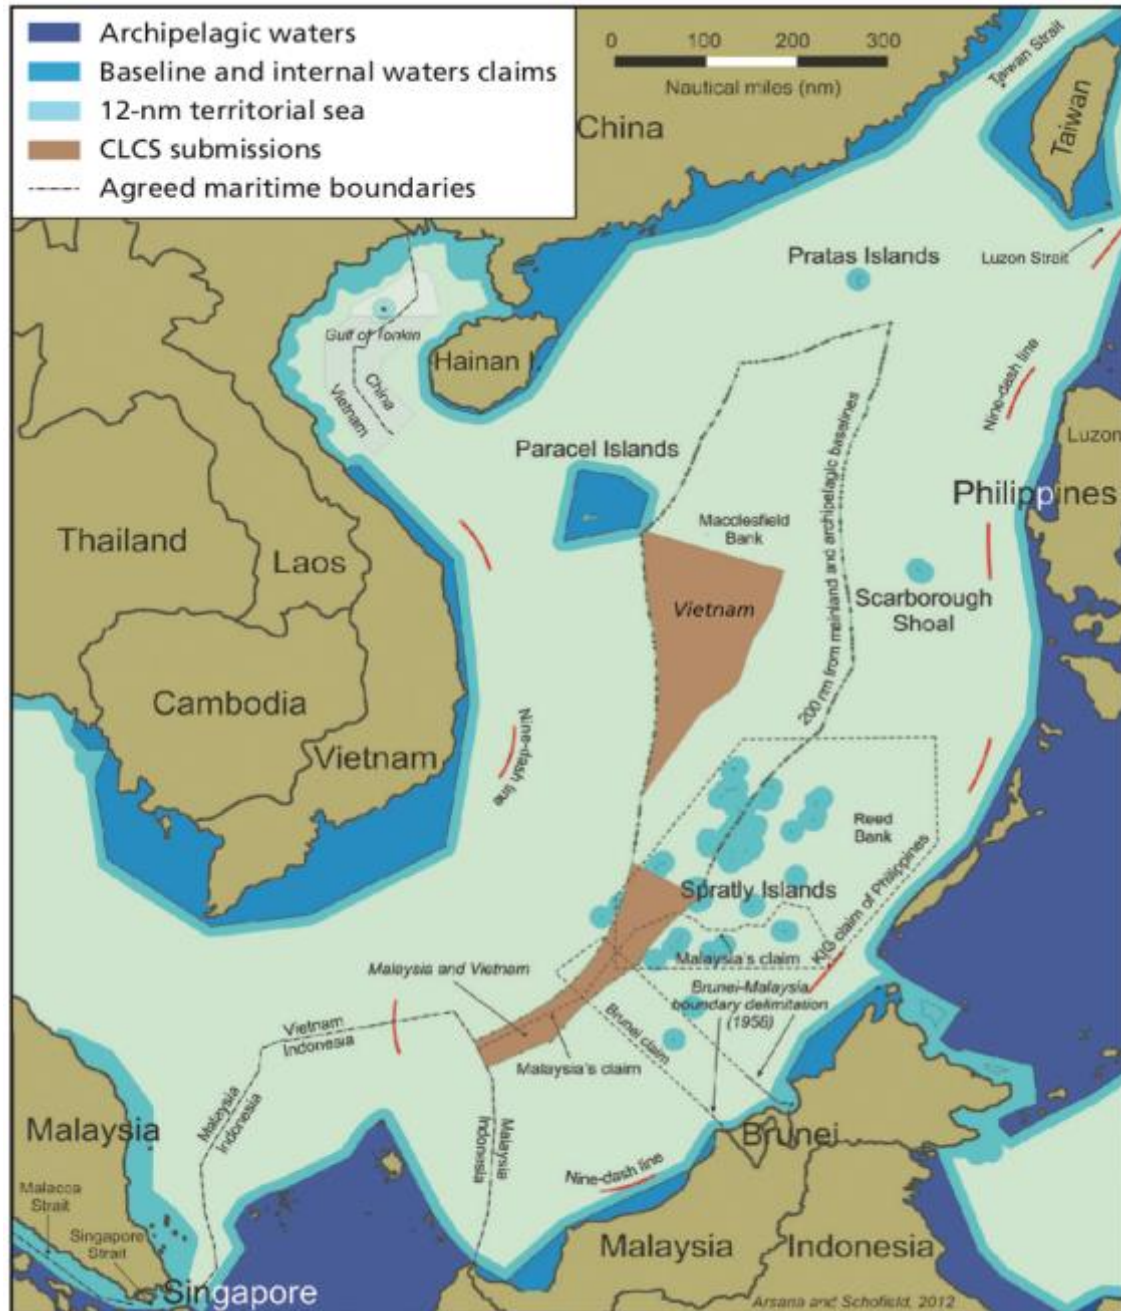 Archipelagic waters
Baseline and internal waters claims
12-nm territorial sea
CLCS submissions
Agreed maritime boundaries
0 100 200 300
Nautical miles (nm)
Taiwan Strait
China
Taiwan
Pratas Islands
Luzon Strait
Gulf of Tonkin
Hainan I.
China
Vietnam
Nine-dash line
Luzon
Paracel Islands
200 nm from mainland and archipelagic baselines
Philippines
Macclesfield
Bank
Thailand
Laos
Vietnam
Scarborough
Shoal
Cambodia
Vietnam
Nine-dash line
Reed
Bank
Spratly Islands
KIG claim of Philippines
Malaysia's claim
Malaysia and Vietnam
Brunei-Malaysia
boundary delimitation
(1958)
Brunei claim
Vietnam
Indonesia
Malaysia's claim
Malaysia
Indonesia
Malaysia
Indonesia
Malaysia
Brunei
Nine-dash line
Malacca
Strait
Singapore
Strait
Singapore
Malaysia
Indonesia
Arsana and Schofield, 2012